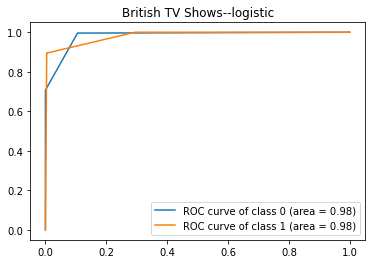 British TV Shows--logistic
1.0
0.8
0.6
0.4
0.2
0.0
ROC curve of class 0 (area = 0.98)
ROC curve of class 1 (area = 0.98)
0.0 0.2 0.4 0.6 0.8 1.0